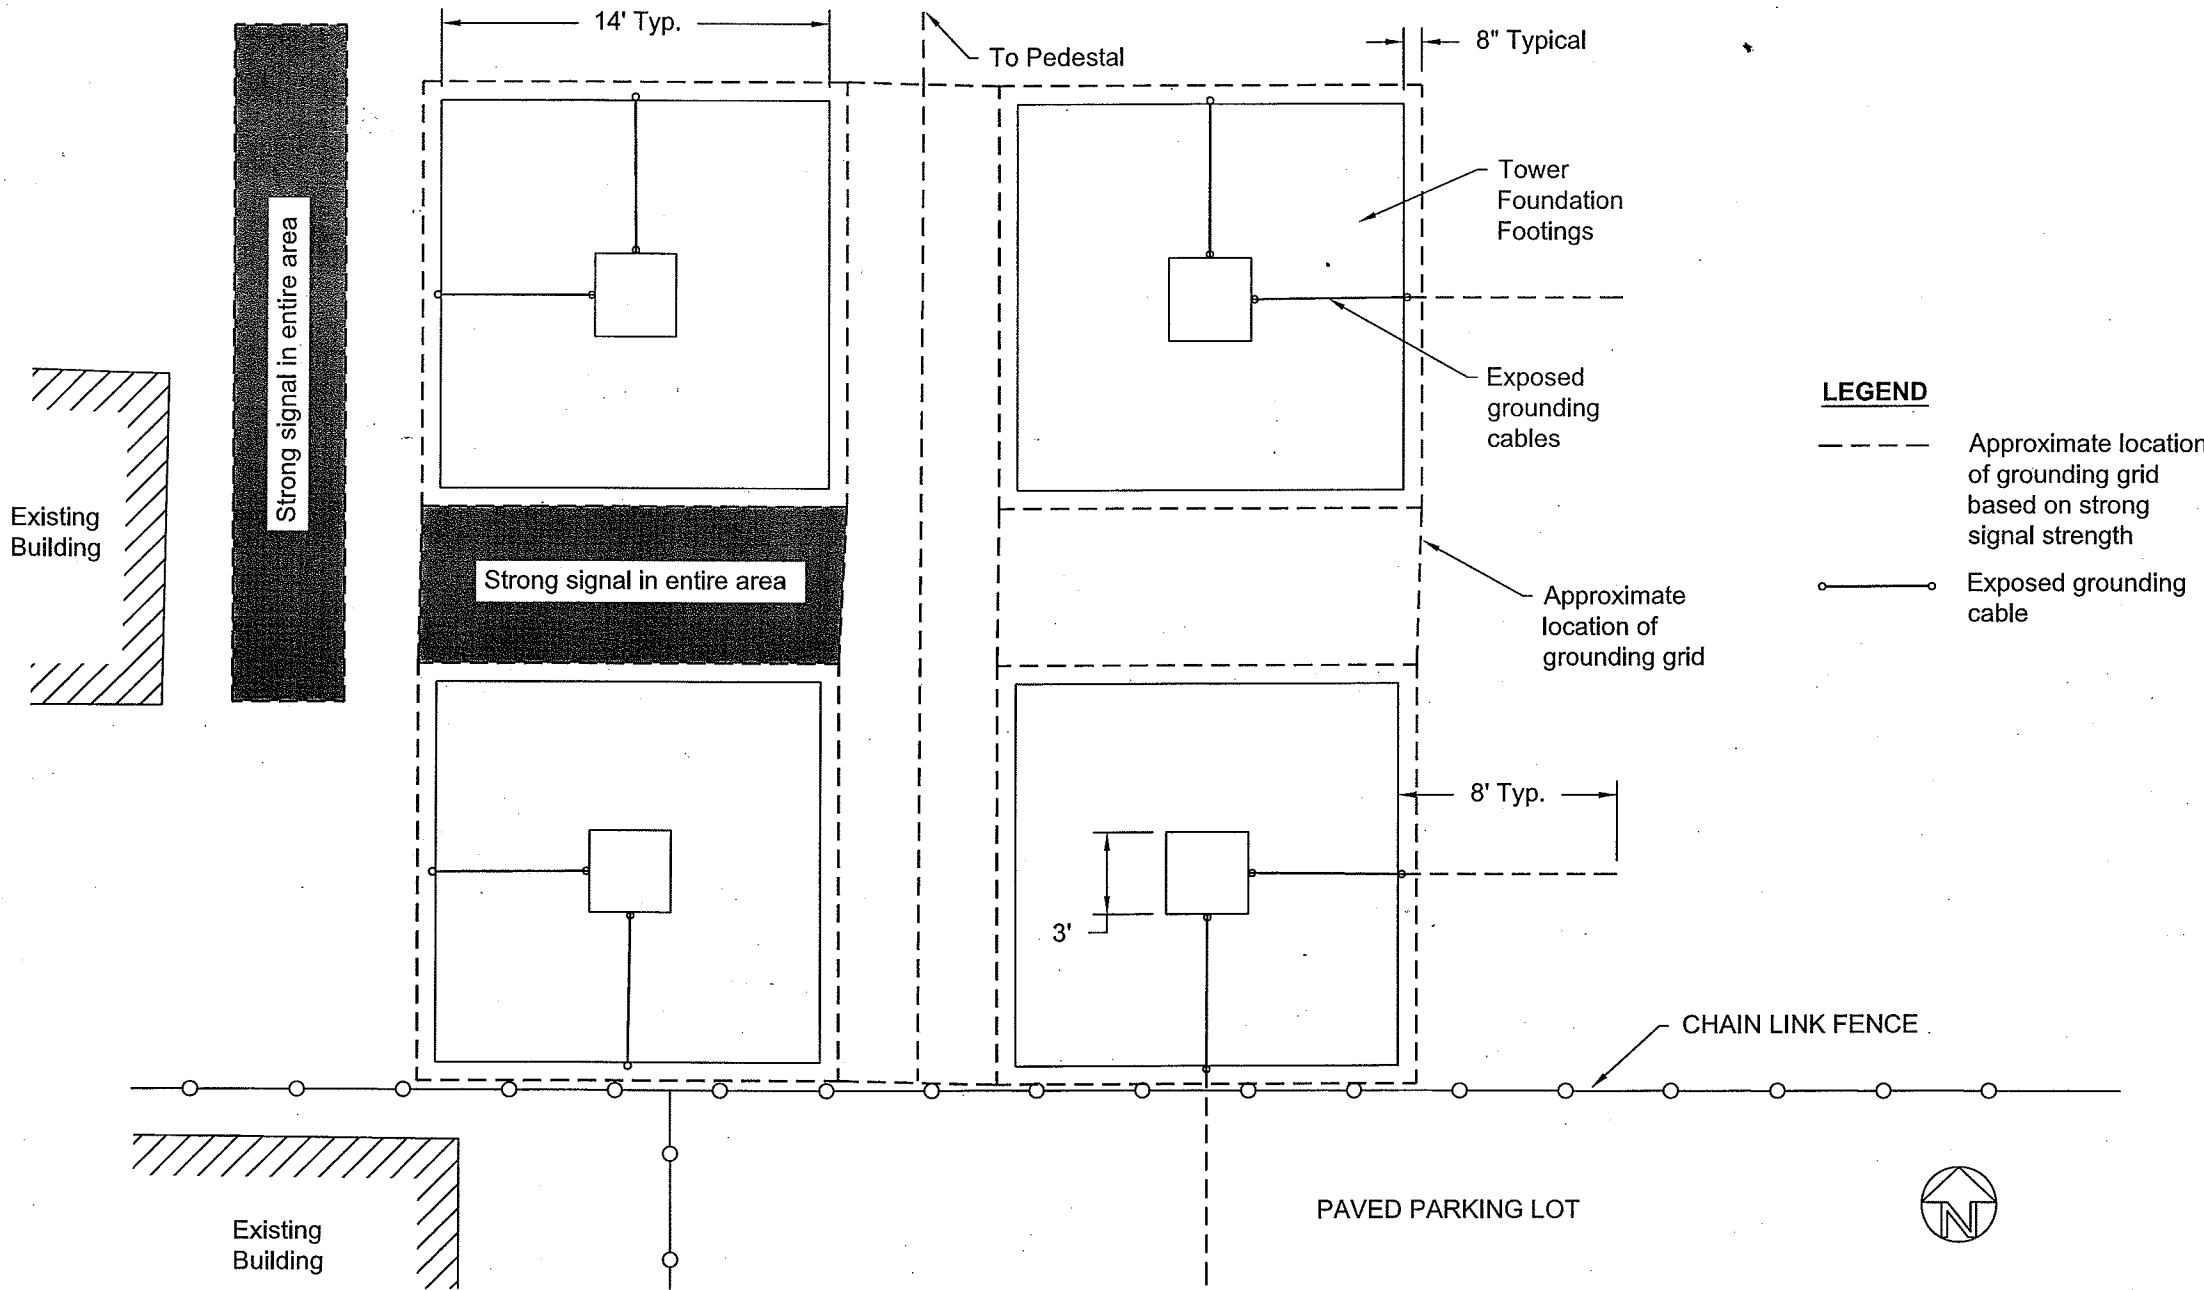 14' Typ.
To Pedestal
8" Typical
Tower
Foundation
Footings
Exposed
grounding
cables
Strong signal in entire area
Existing
Building
Strong signal in entire area
Approximate
location of
grounding grid
LEGEND
Approximate location
of grounding grid
based on strong
signal strength
Exposed grounding
cable
8' Typ.
3'
CHAIN LINK FENCE
PAVED PARKING LOT
Existing
Building
N